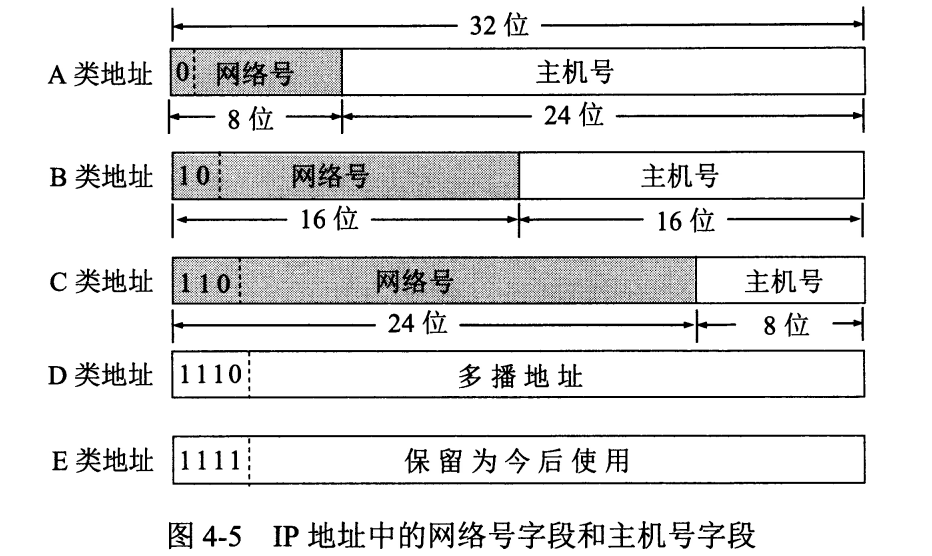 32 位
A 类地址 0 网络号 主机号
8 位 24 位
B 类地址 10 网络号 主机号
16 位 16 位
C 类地址 110 网络号 主机号
24 位 8 位
D 类地址 1110 多播地址
E 类地址 1111 保留为今后使用
图 4-5 IP 地址中的网络号字段和主机号字段